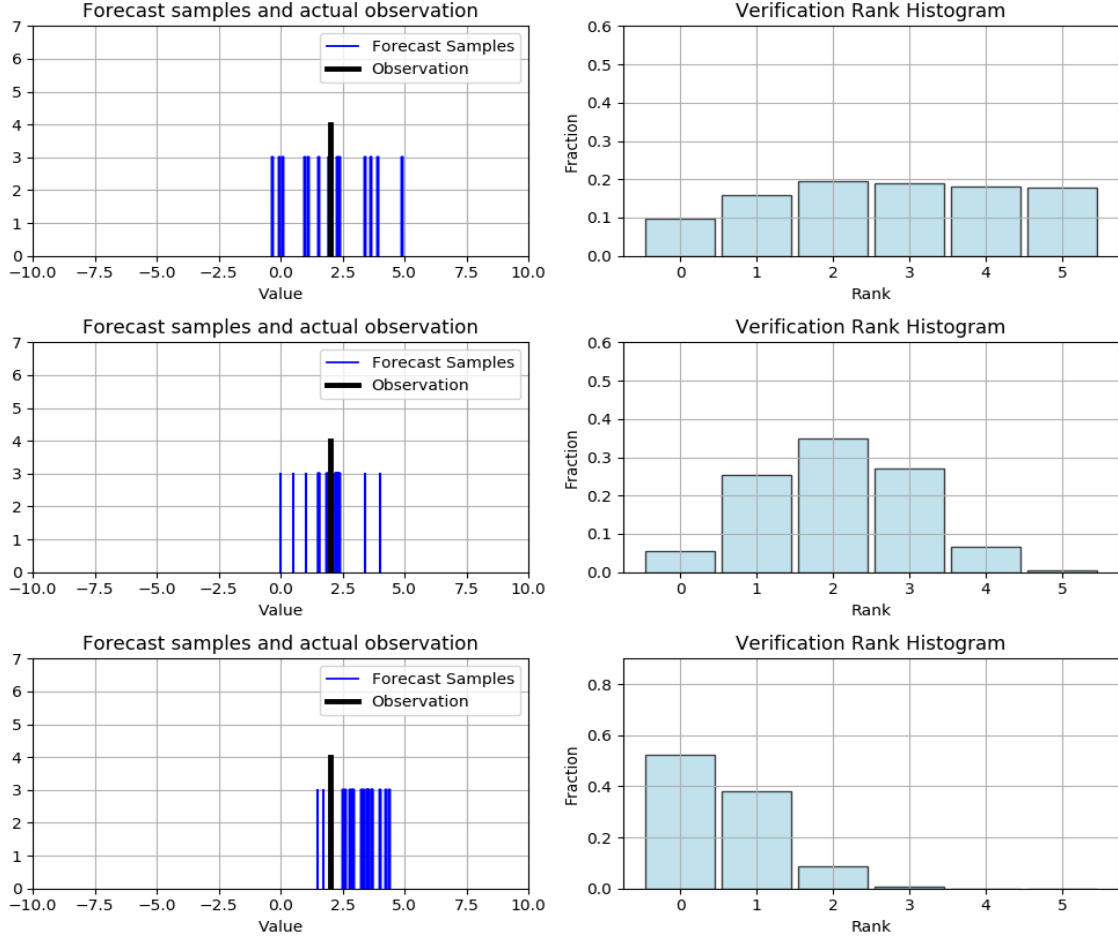 Forecast samples and actual observation
7
6
5
4
3
2
1
0
Forecast Samples
Observation
−10.0 −7.5 −5.0 −2.5 0.0 2.5 5.0 7.5 10.0
Value
Verification Rank Histogram
0.6
0.5
0.4
0.3
0.2
0.1
0.0
Fraction
0 1 2 3 4 5
Rank
Forecast samples and actual observation
7
6
5
4
3
2
1
0
Forecast Samples
Observation
−10.0 −7.5 −5.0 −2.5 0.0 2.5 5.0 7.5 10.0
Value
Verification Rank Histogram
0.6
0.5
0.4
0.3
0.2
0.1
0.0
Fraction
0 1 2 3 4 5
Rank
Forecast samples and actual observation
7
6
5
4
3
2
1
0
Forecast Samples
Observation
−10.0 −7.5 −5.0 −2.5 0.0 2.5 5.0 7.5 10.0
Value
Verification Rank Histogram
0.8
0.6
0.4
0.2
0.0
Fraction
0 1 2 3 4 5
Rank